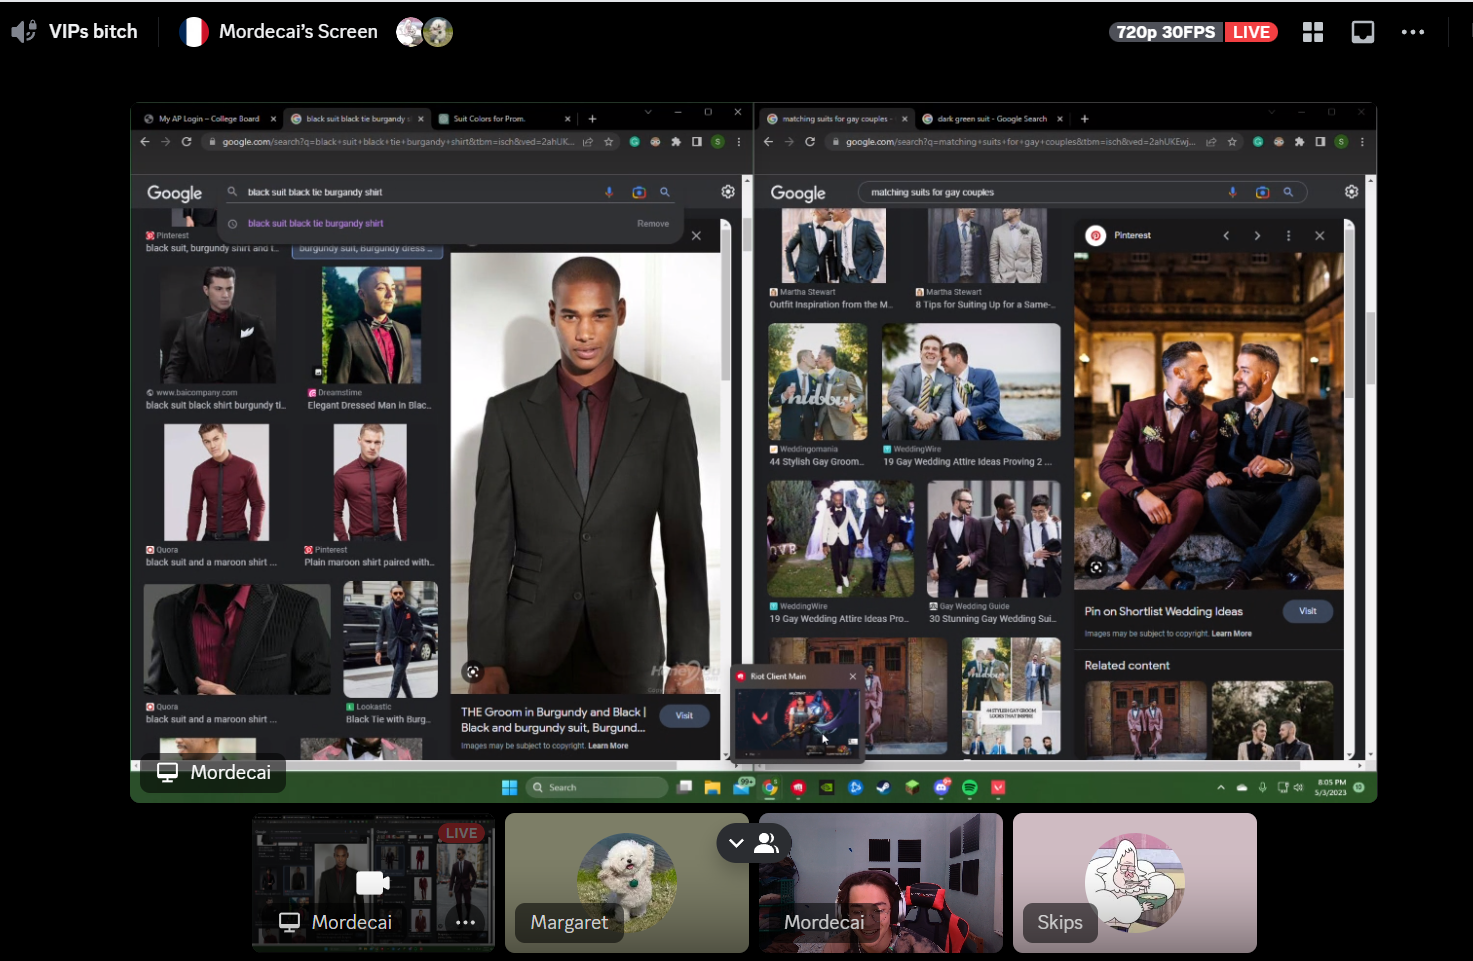 VIPs bitch
Mordecai's Screen
720p 30FPS LIVE
My AP Login – College Board
black suit black tie burgandy s
Suit Colors for Prom.
google.com/search?q=black+suit+black+tie+burgandy+shirt&tbm=isch&ved=2ahUK...
Google
black suit black tie burgandy shirt
black suit black tie burgandy shirt
Remove
Pinterest
black suit, burgundy shirt and t...
burgundy suit, Burgundy dress ...
www.baicompany.com
black suit black shirt burgundy ti...
Dreamstime
Elegant Dressed Man in Blac...
Quora
black suit and a maroon shirt ...
Pinterest
Plain maroon shirt paired with...
Quora
black suit and a maroon shirt ...
Lookastic
Black Tie with Burg...
THE Groom in Burgundy and Black |
Black and burgundy suit, Burgund...
Visit
Images may be subject to copyright. Learn More
matching suits for gay couples -
dark green suit - Google Search
google.com/search?q=matching+suits+for+gay+couples&tbm=isch&ved=2ahUKEwj...
Google
matching suits for gay couples
Martha Stewart
Outfit Inspiration from the M...
Martha Stewart
8 Tips for Suiting Up for a Same-...
hubby
Weddingomania
44 Stylish Gay Groom...
WeddingWire
19 Gay Wedding Attire Ideas Proving 2 ...
WeddingWire
19 Gay Wedding Attire Ideas Pro...
Gay Wedding Guide
30 Stunning Gay Wedding Sui...
44 STYLISH GAY GROOM
LOOKS THAT INSPIRE
Pinterest
Pin on Shortlist Wedding Ideas
Visit
Images may be subject to copyright. Learn More
Related content
Riot Client Main
Mordecai
Search
99+
8:05 PM
5/3/2023
LIVE
Mordecai
Margaret
Mordecai
Skips